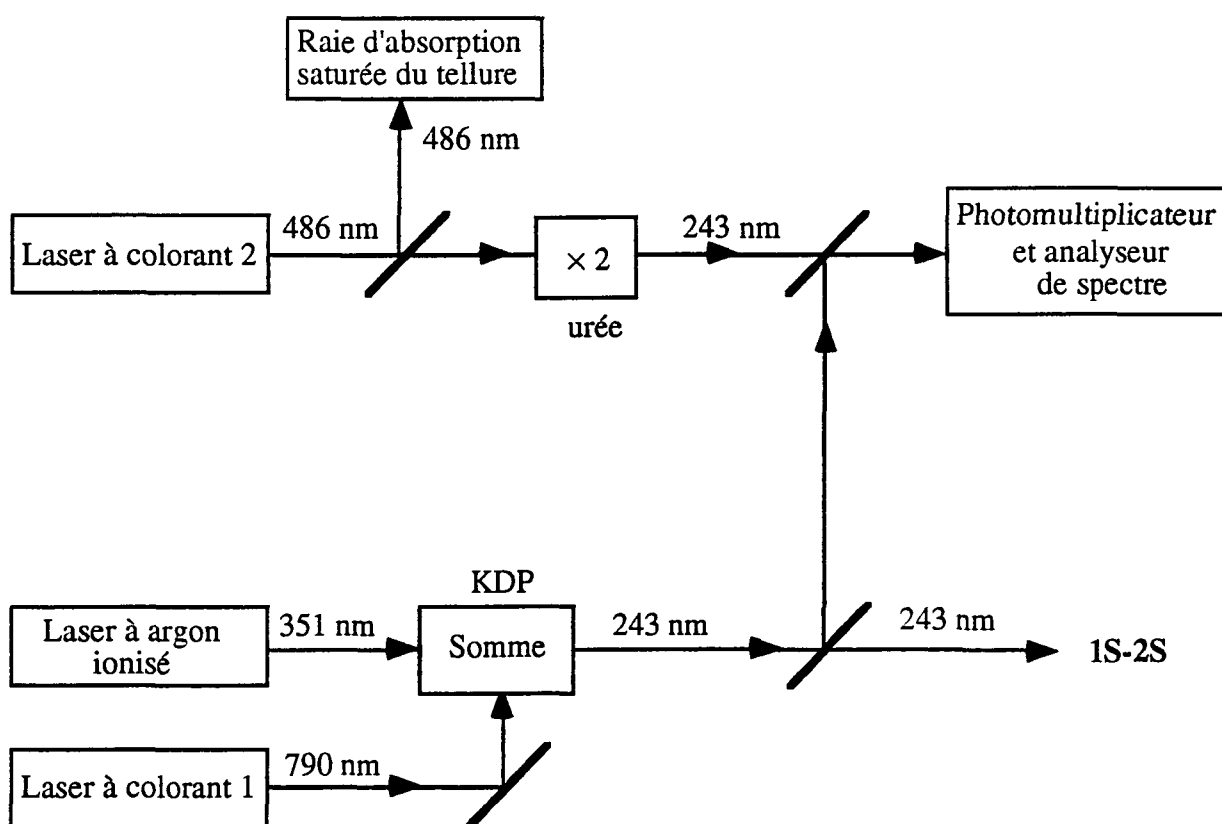 Raie d'absorption
saturée du tellure
486 nm
Laser à colorant 2
486 nm
× 2
urée
243 nm
Photomultiplicateur
et analyseur
de spectre
KDP
Laser à argon
ionisé
351 nm
Somme
243 nm
243 nm
1S-2S
Laser à colorant 1
790 nm